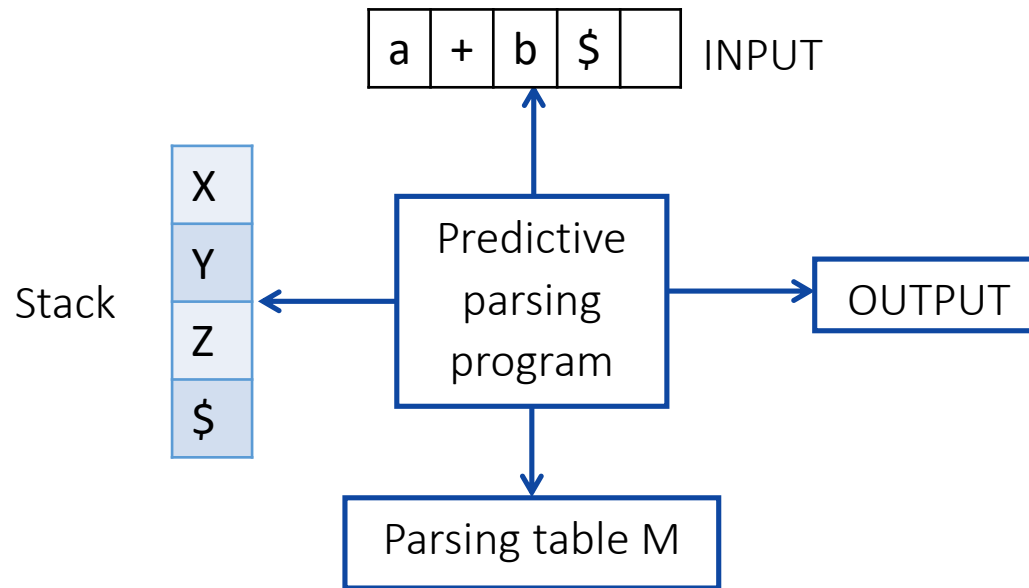 a + b $
INPUT
X
Y
Z
$
Stack
Predictive
parsing
program
OUTPUT
Parsing table M